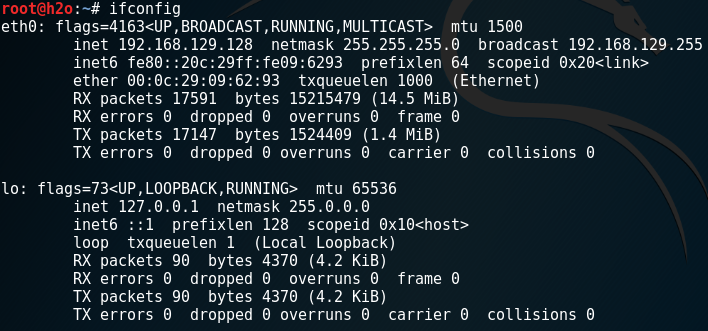 root@h2o:~# ifconfig
eth0: flags=4163<UP,BROADCAST,RUNNING,MULTICAST>  mtu 1500
        inet 192.168.129.128  netmask 255.255.255.0  broadcast 192.168.129.255
        inet6 fe80::20c:29ff:fe09:6293  prefixlen 64  scopeid 0x20<link>
        ether 00:0c:29:09:62:93  txqueuelen 1000  (Ethernet)
        RX packets 17591  bytes 15215479 (14.5 MiB)
        RX errors 0  dropped 0  overruns 0  frame 0
        TX packets 17147  bytes 1524409 (1.4 MiB)
        TX errors 0  dropped 0 overruns 0  carrier 0  collisions 0
lo: flags=73<UP,LOOPBACK,RUNNING>  mtu 65536
        inet 127.0.0.1  netmask 255.0.0.0
        inet6 ::1  prefixlen 128  scopeid 0x10<host>
        loop  txqueuelen 1  (Local Loopback)
        RX packets 90  bytes 4370 (4.2 KiB)
        RX errors 0  dropped 0  overruns 0  frame 0
        TX packets 90  bytes 4370 (4.2 KiB)
        TX errors 0  dropped 0 overruns 0  carrier 0  collisions 0